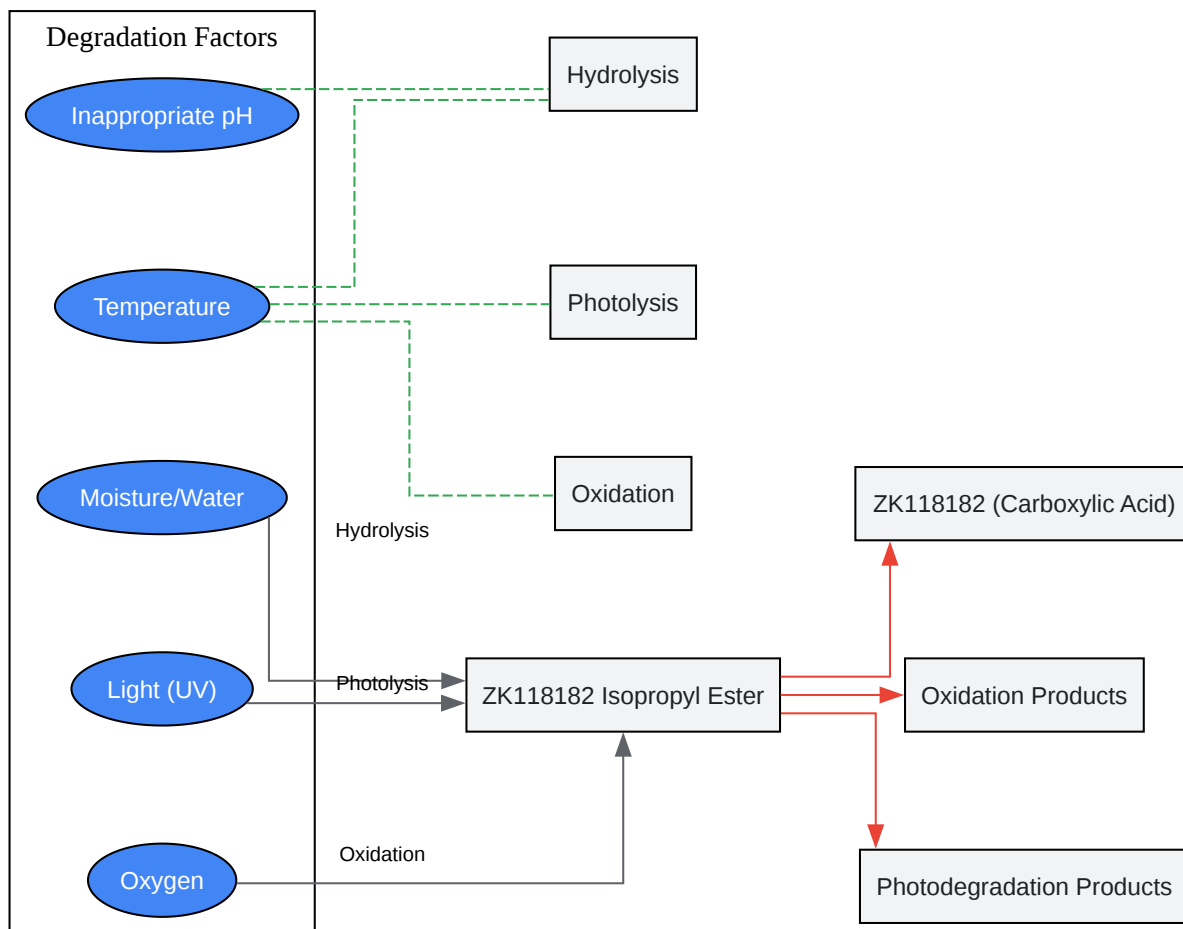 Degradation Factors
Inappropriate pH
Hydrolysis
Temperature
Photolysis
Moisture/Water
Oxidation
ZK118182 (Carboxylic Acid)
Hydrolysis
Light (UV)
Photolysis
ZK118182 Isopropyl Ester
Oxidation Products
Oxidation
Oxygen
Photodegradation Products